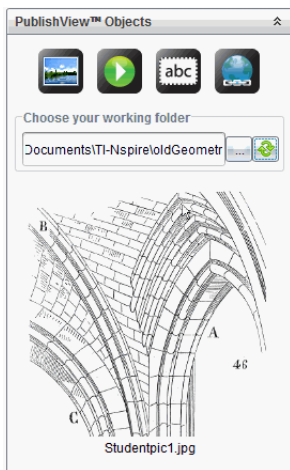 PublishView™ Objects
abc
Choose your working folder
Documents\TI-Nspire\oldGeometr
...
B
A
46
C
Studentpic1.jpg